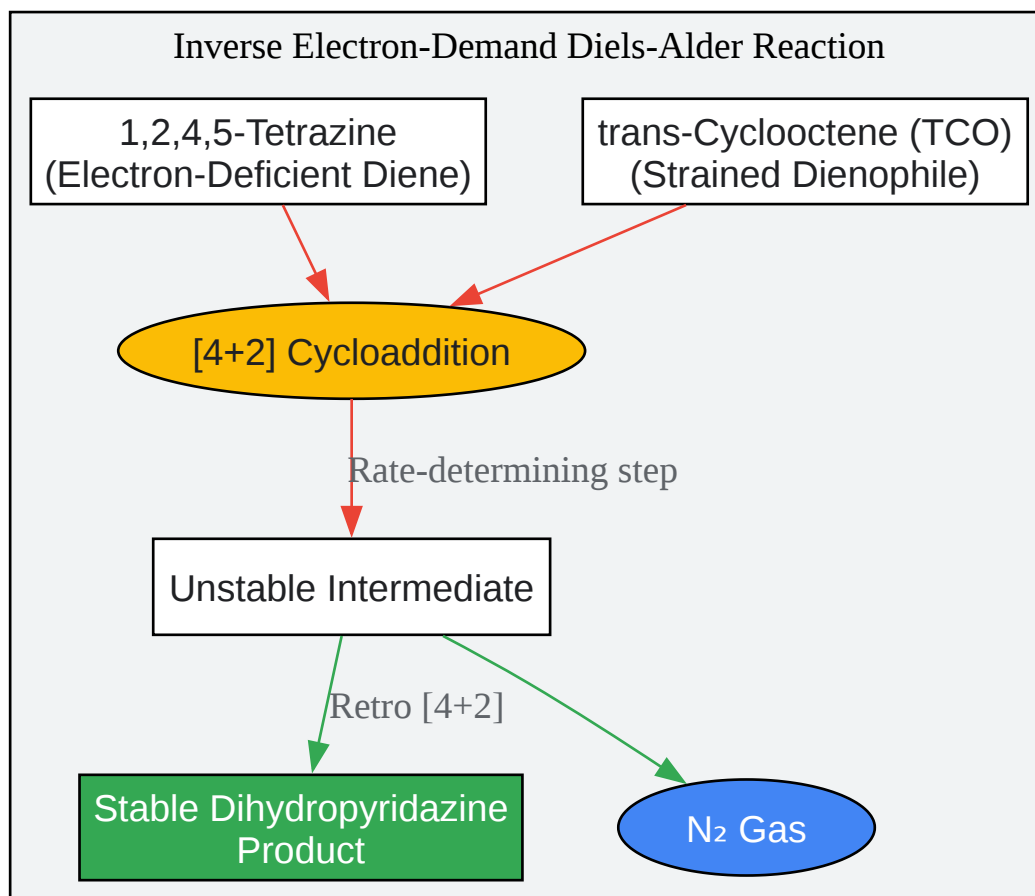 Inverse Electron-Demand Diels-Alder Reaction
1,2,4,5-Tetrazine
(Electron-Deficient Diene)
trans-Cyclooctene (TCO)
(Strained Dienophile)
[4+2] Cycloaddition
Rate-determining step
Unstable Intermediate
Retro [4+2]
Stable Dihydropyridazine
Product
N₂ Gas